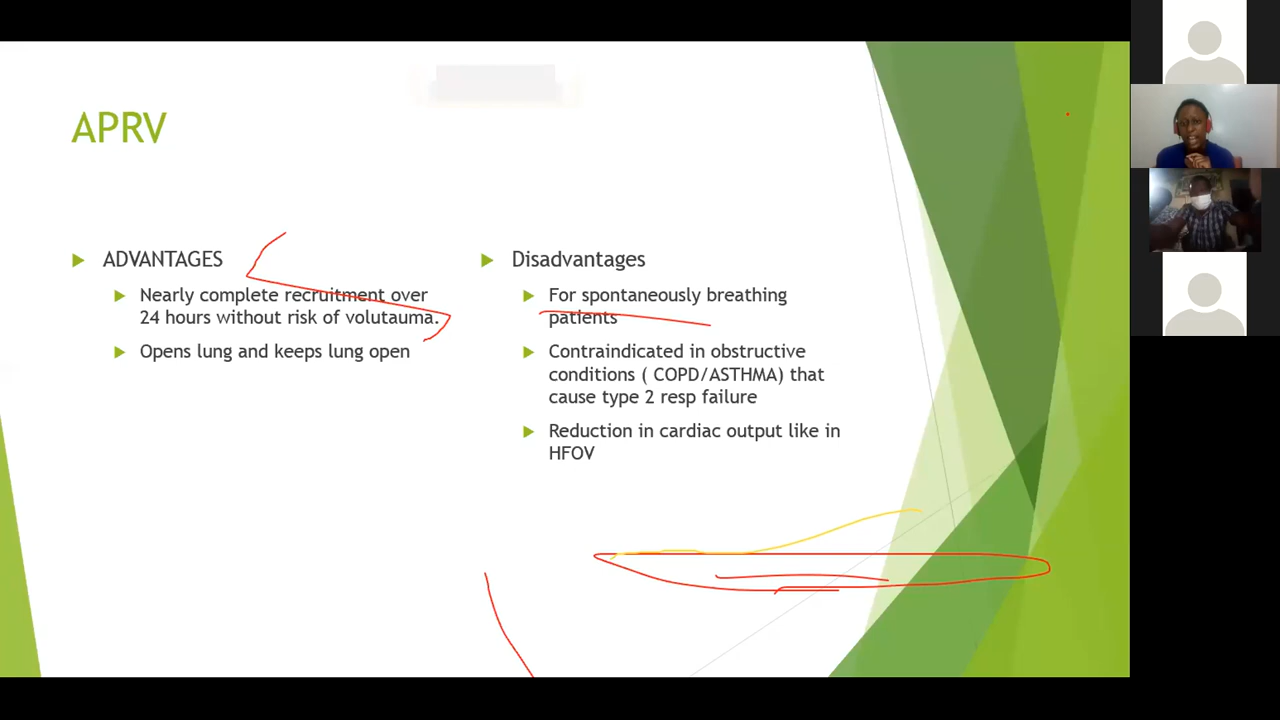 APRV
ADVANTAGES
Nearly complete recruitment over
24 hours without risk of volutauma.
Opens lung and keeps lung open
Disadvantages
For spontaneously breathing
patients
Contraindicated in obstructive
conditions ( COPD/ASTHMA) that
cause type 2 resp failure
Reduction in cardiac output like in
HFOV